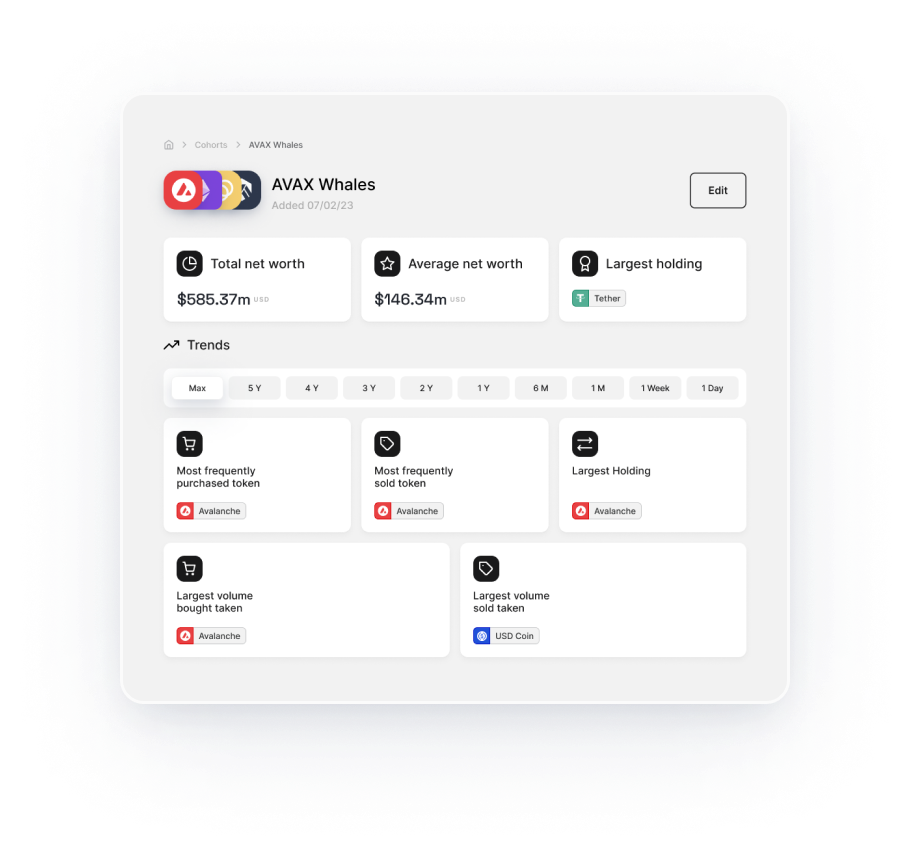 Cohorts
AVAX Whales
AVAX Whales
Added 07/02/23
Edit
Total net worth
$585.37m USD
Average net worth
$146.34m USD
Largest holding
Tether
Trends
Max
5 Y
4 Y
3 Y
2 Y
1 Y
6 M
1 M
1 Week
1 Day
Most frequently
purchased token
Avalanche
Most frequently
sold token
Avalanche
Largest Holding
Avalanche
Largest volume
bought taken
Avalanche
Largest volume
sold taken
USD Coin